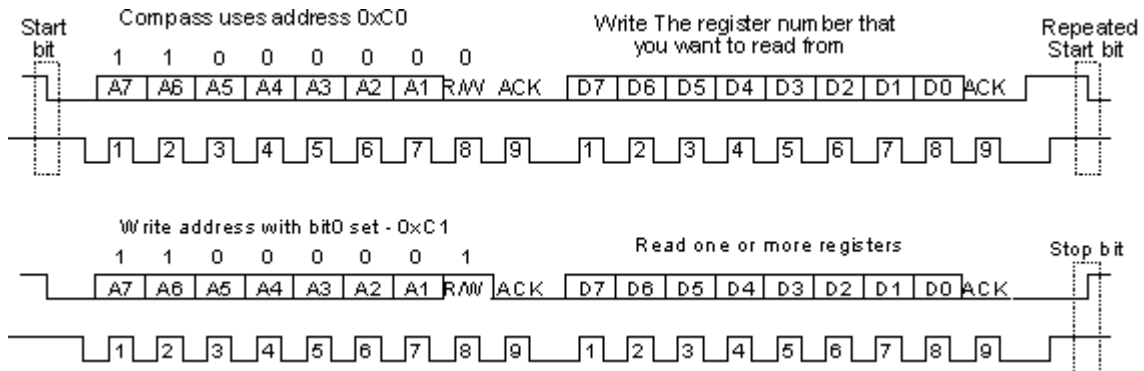 Start bit
Compass uses address 0xC0
Write The register number that
you want to read from
Repeated
Start bit
1 1 0 0 0 0 0 0
A7 A6 A5 A4 A3 A2 A1 R/W ACK D7 D6 D5 D4 D3 D2 D1 D0 ACK
1 2 3 4 5 6 7 8 9 1 2 3 4 5 6 7 8 9
Write address with bit0 set - 0xC1
Read one or more registers
Stop bit
1 1 0 0 0 0 0 1
A7 A6 A5 A4 A3 A2 A1 R/W ACK D7 D6 D5 D4 D3 D2 D1 D0 ACK
1 2 3 4 5 6 7 8 9 1 2 3 4 5 6 7 8 9